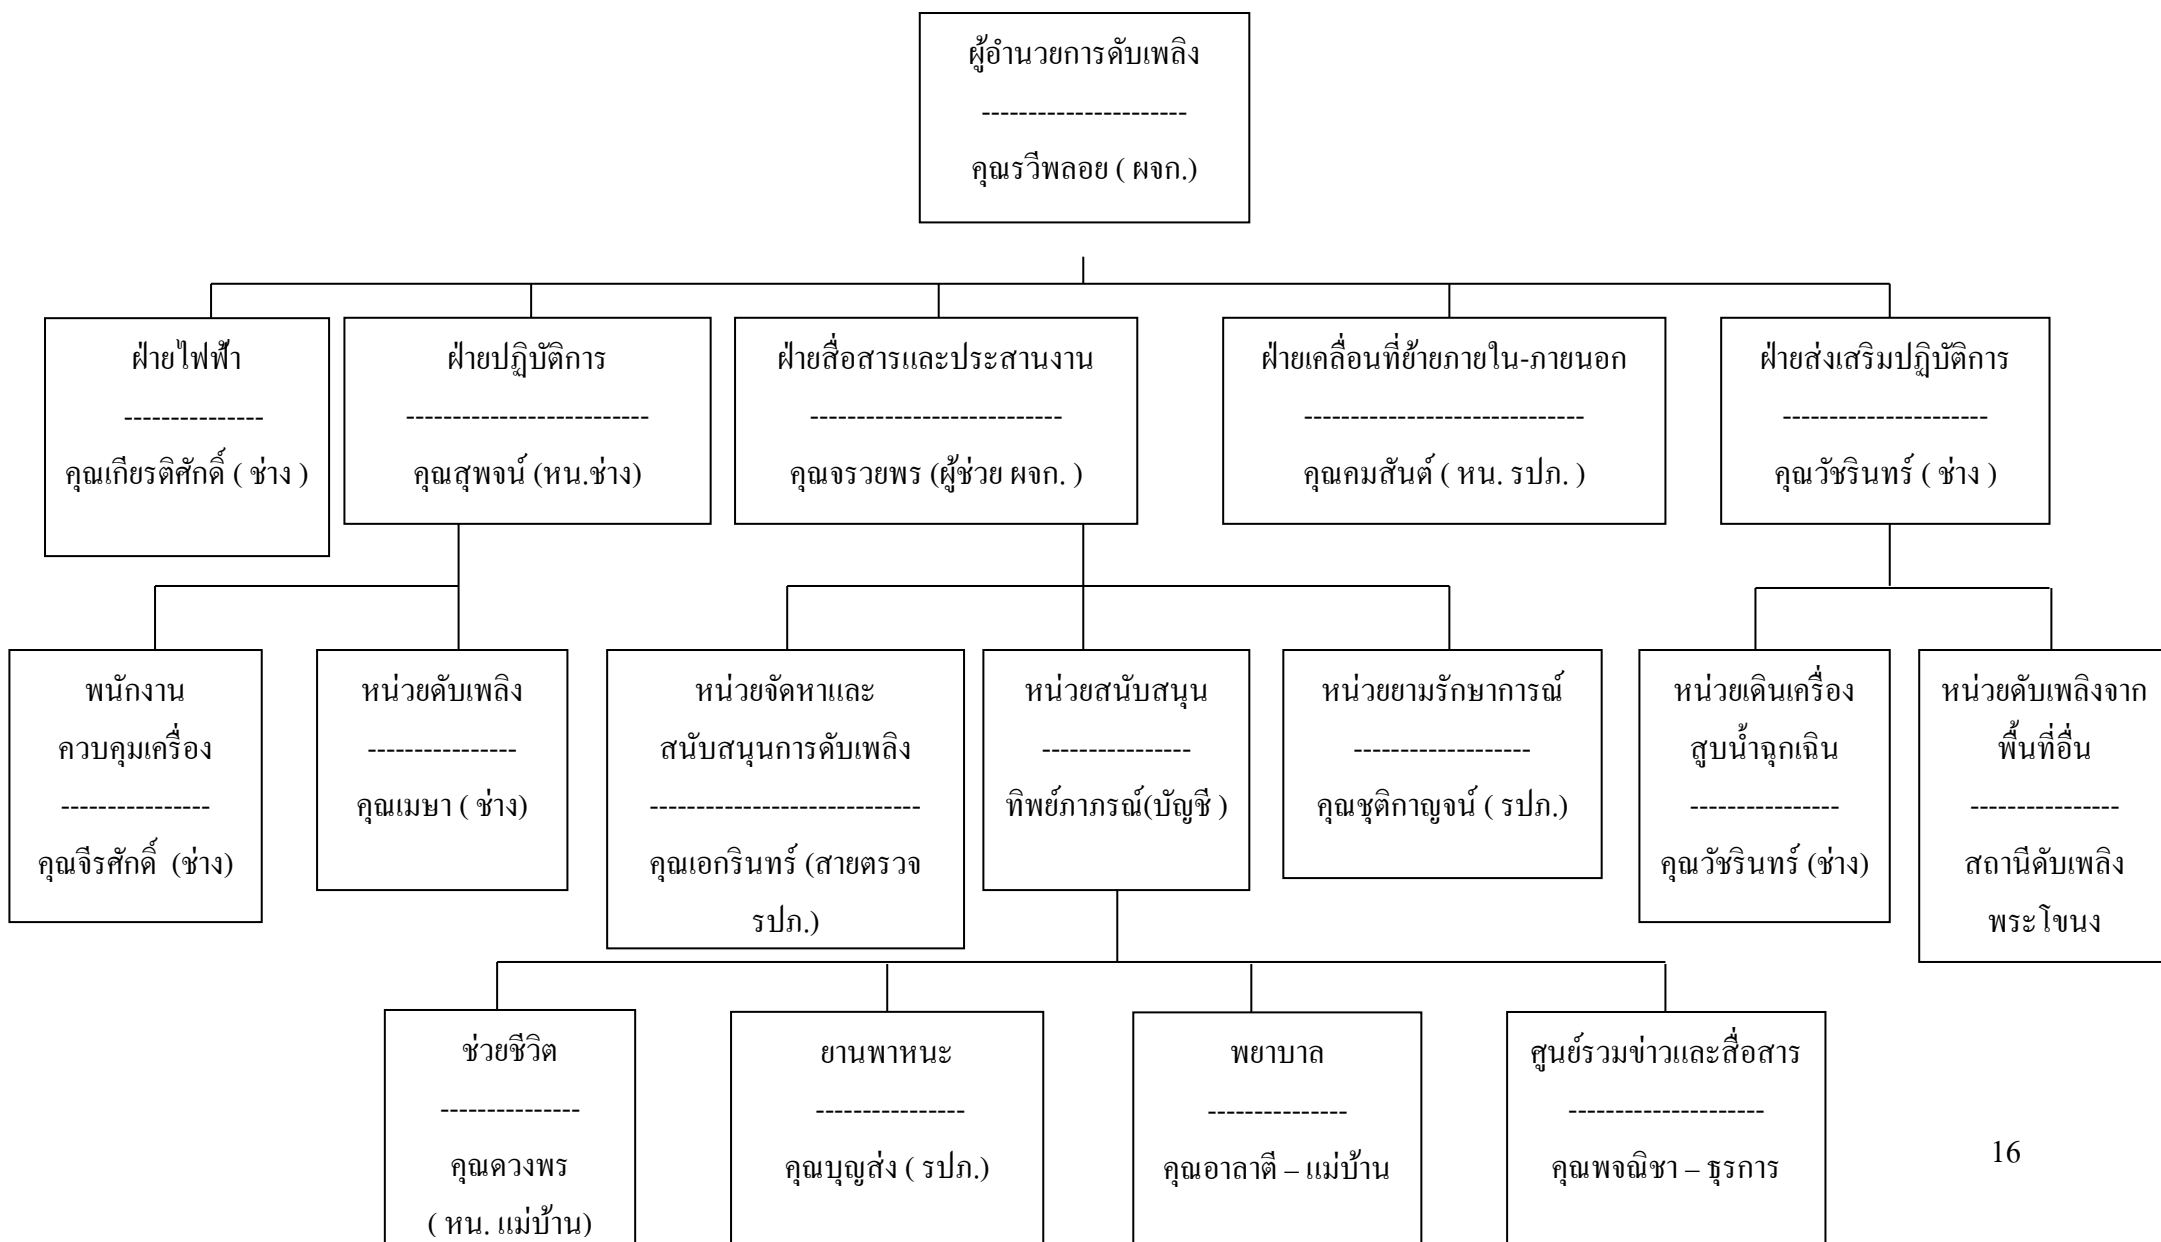 ผู้อำนวยการดับเพลิง
----------------------
คุณรวีพลอย ( ผจก.)
ฝ่ายไฟฟ้า
---------------
คุณเกียรติศักดิ์ ( ช่าง )
ฝ่ายปฏิบัติการ
--------------------------
คุณสุพจน์ (หน.ช่าง)
ฝ่ายสื่อสารและประสานงาน
---------------------------
คุณจรวยพร (ผู้ช่วย ผจก. )
ฝ่ายเคลื่อนที่ย้ายภายใน-ภายนอก
------------------------------
คุณคมสันต์ ( หน. รปภ. )
ฝ่ายส่งเสริมปฏิบัติการ
----------------------
คุณวัชรินทร์ ( ช่าง )
พนักงาน
ควบคุมเครื่อง
----------------
คุณจีรศักดิ์  (ช่าง)
หน่วยดับเพลิง
----------------
คุณเมษา ( ช่าง)
หน่วยจัดหาและ
สนับสนุนการดับเพลิง
-----------------------------
คุณเอกรินทร์ (สายตรวจ
รปภ.)
หน่วยสนับสนุน
----------------
ทิพย์ภาภรณ์(บัญชี )
หน่วยยามรักษาการณ์
-------------------
คุณชุติกาญจน์ ( รปภ.)
หน่วยเดินเครื่อง
สูบน้ำฉุกเฉิน
----------------
คุณวัชรินทร์ (ช่าง)
หน่วยดับเพลิงจาก
พื้นที่อื่น
----------------
สถานีดับเพลิง
พระโขนง
ช่วยชีวิต
---------------
คุณดวงพร
( หน. แม่บ้าน)
ยานพาหนะ
----------------
คุณบุญส่ง ( รปภ.)
พยาบาล
---------------
คุณอาลาตี – แม่บ้าน
ศูนย์รวมข่าวและสื่อสาร
---------------------
คุณพจณิชา – ธุรการ
16